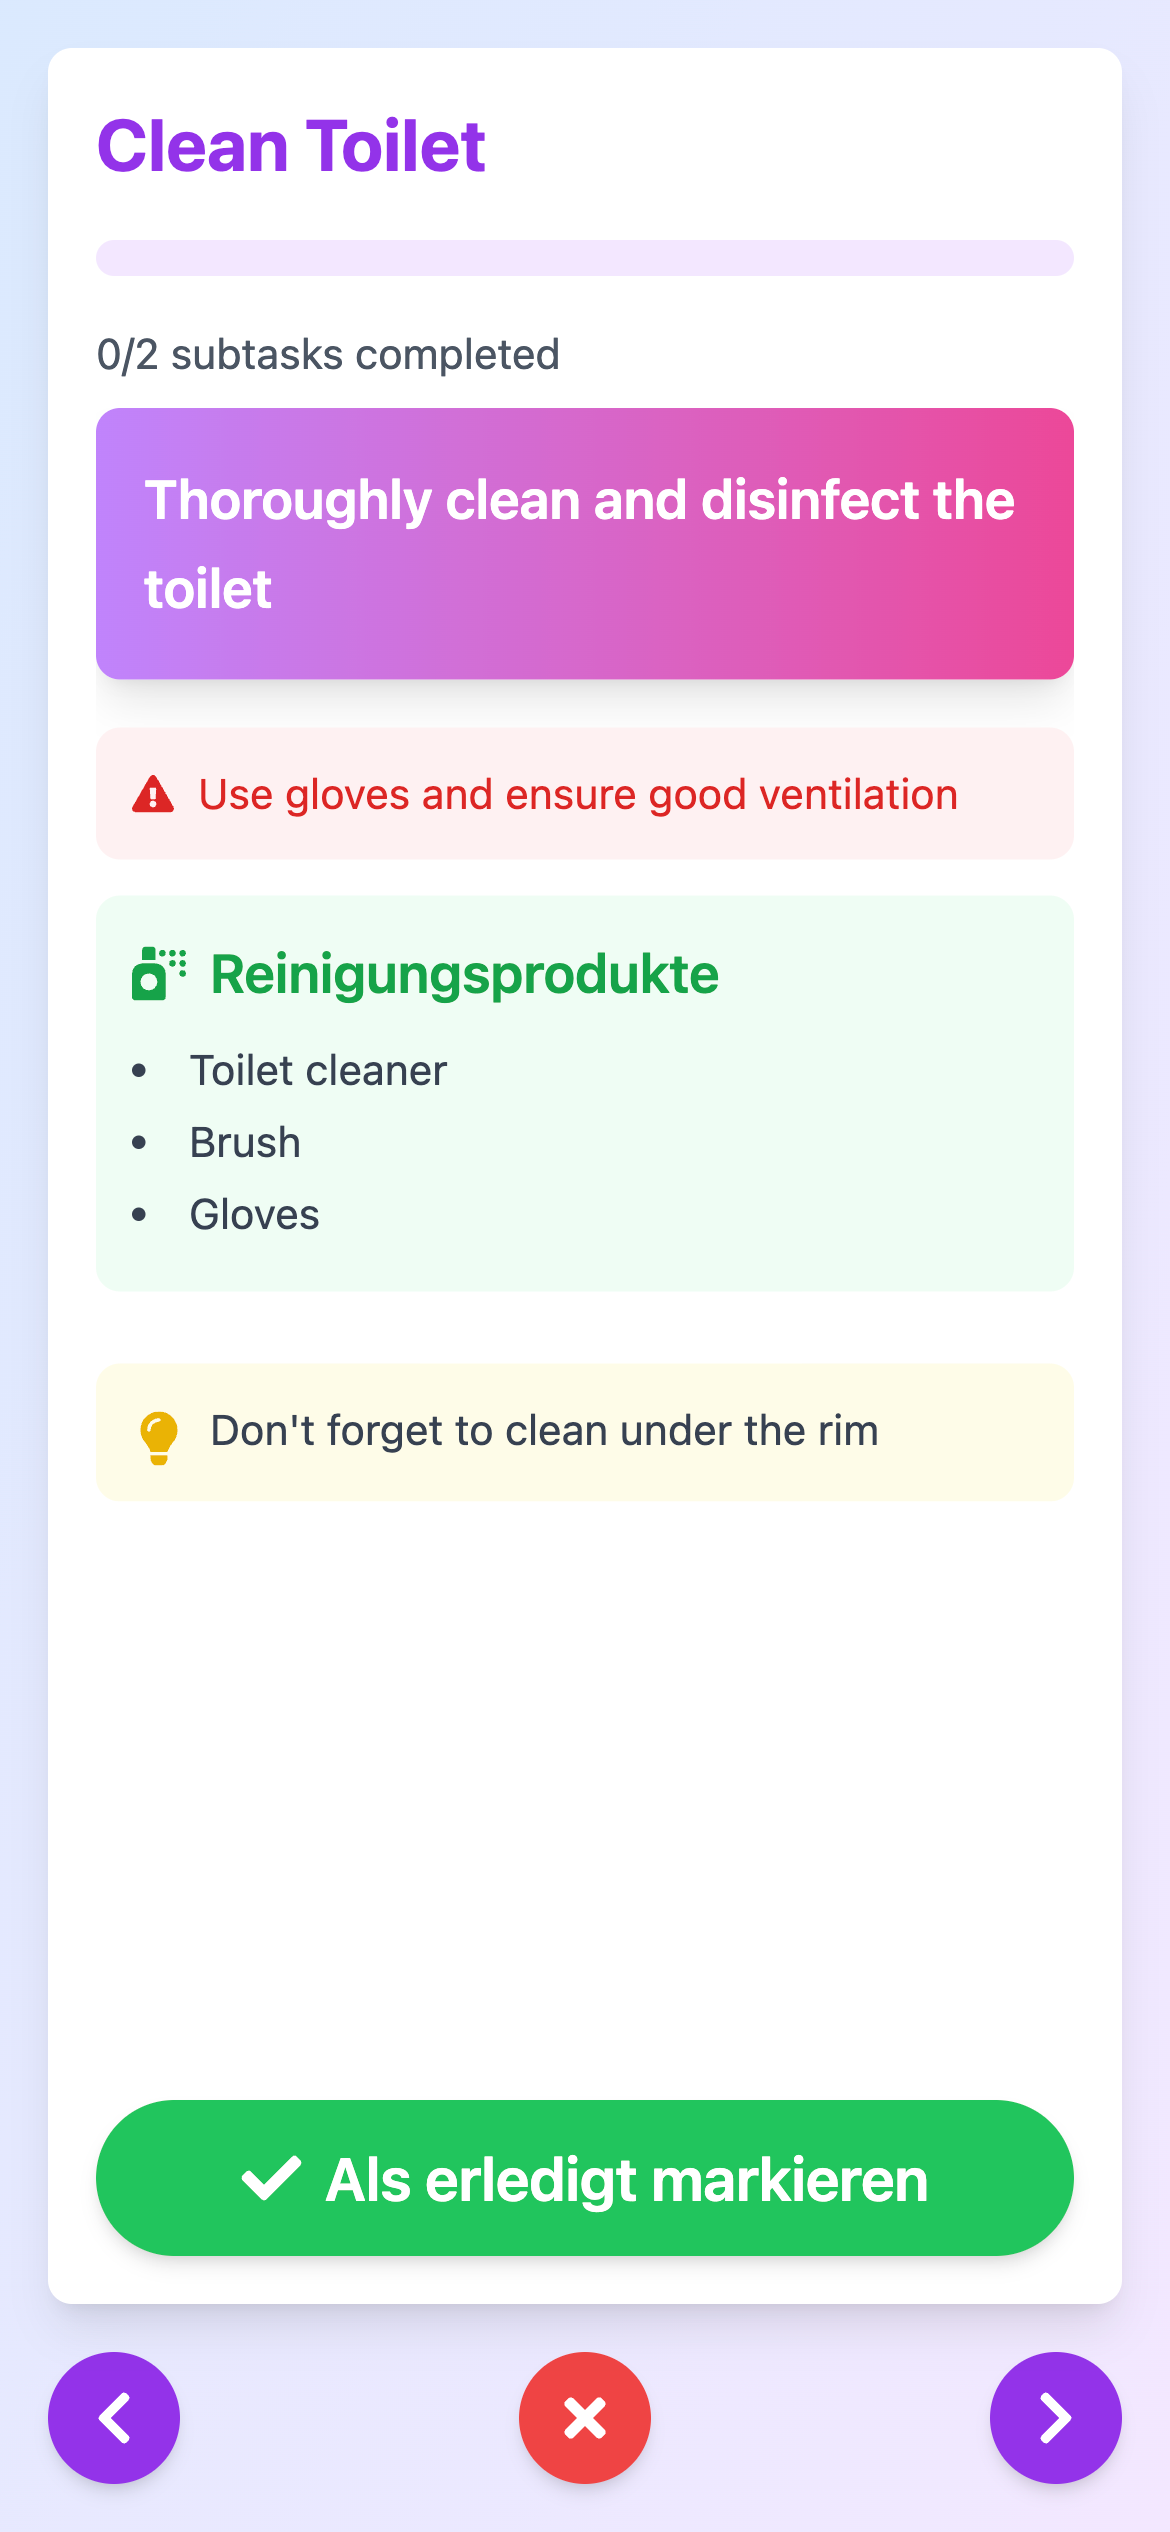 Clean Toilet
0/2 subtasks completed
Thoroughly clean and disinfect the
toilet
Use gloves and ensure good ventilation
Reinigungsprodukte
• Toilet cleaner
• Brush
• Gloves
Don't forget to clean under the rim
Als erledigt markieren